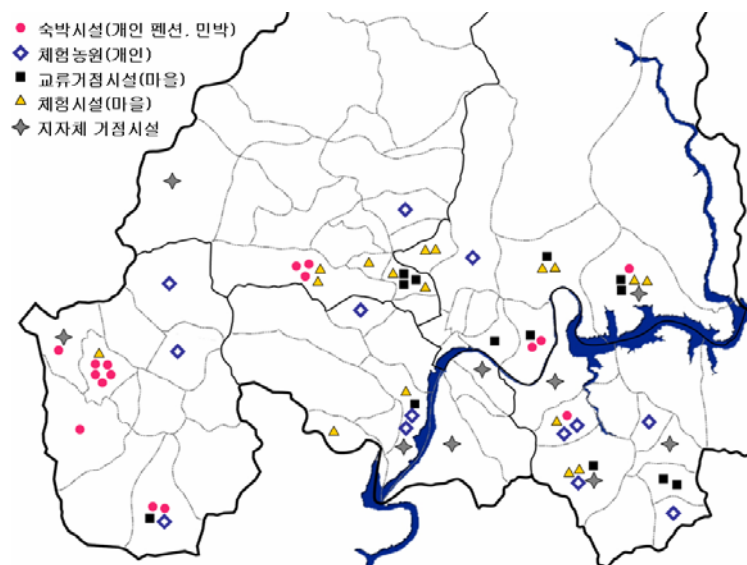 숙박시설(개인 펜션, 민박)
체험농원(개인)
교류거점시설(마을)
체험시설(마을)
지자체 거점시설